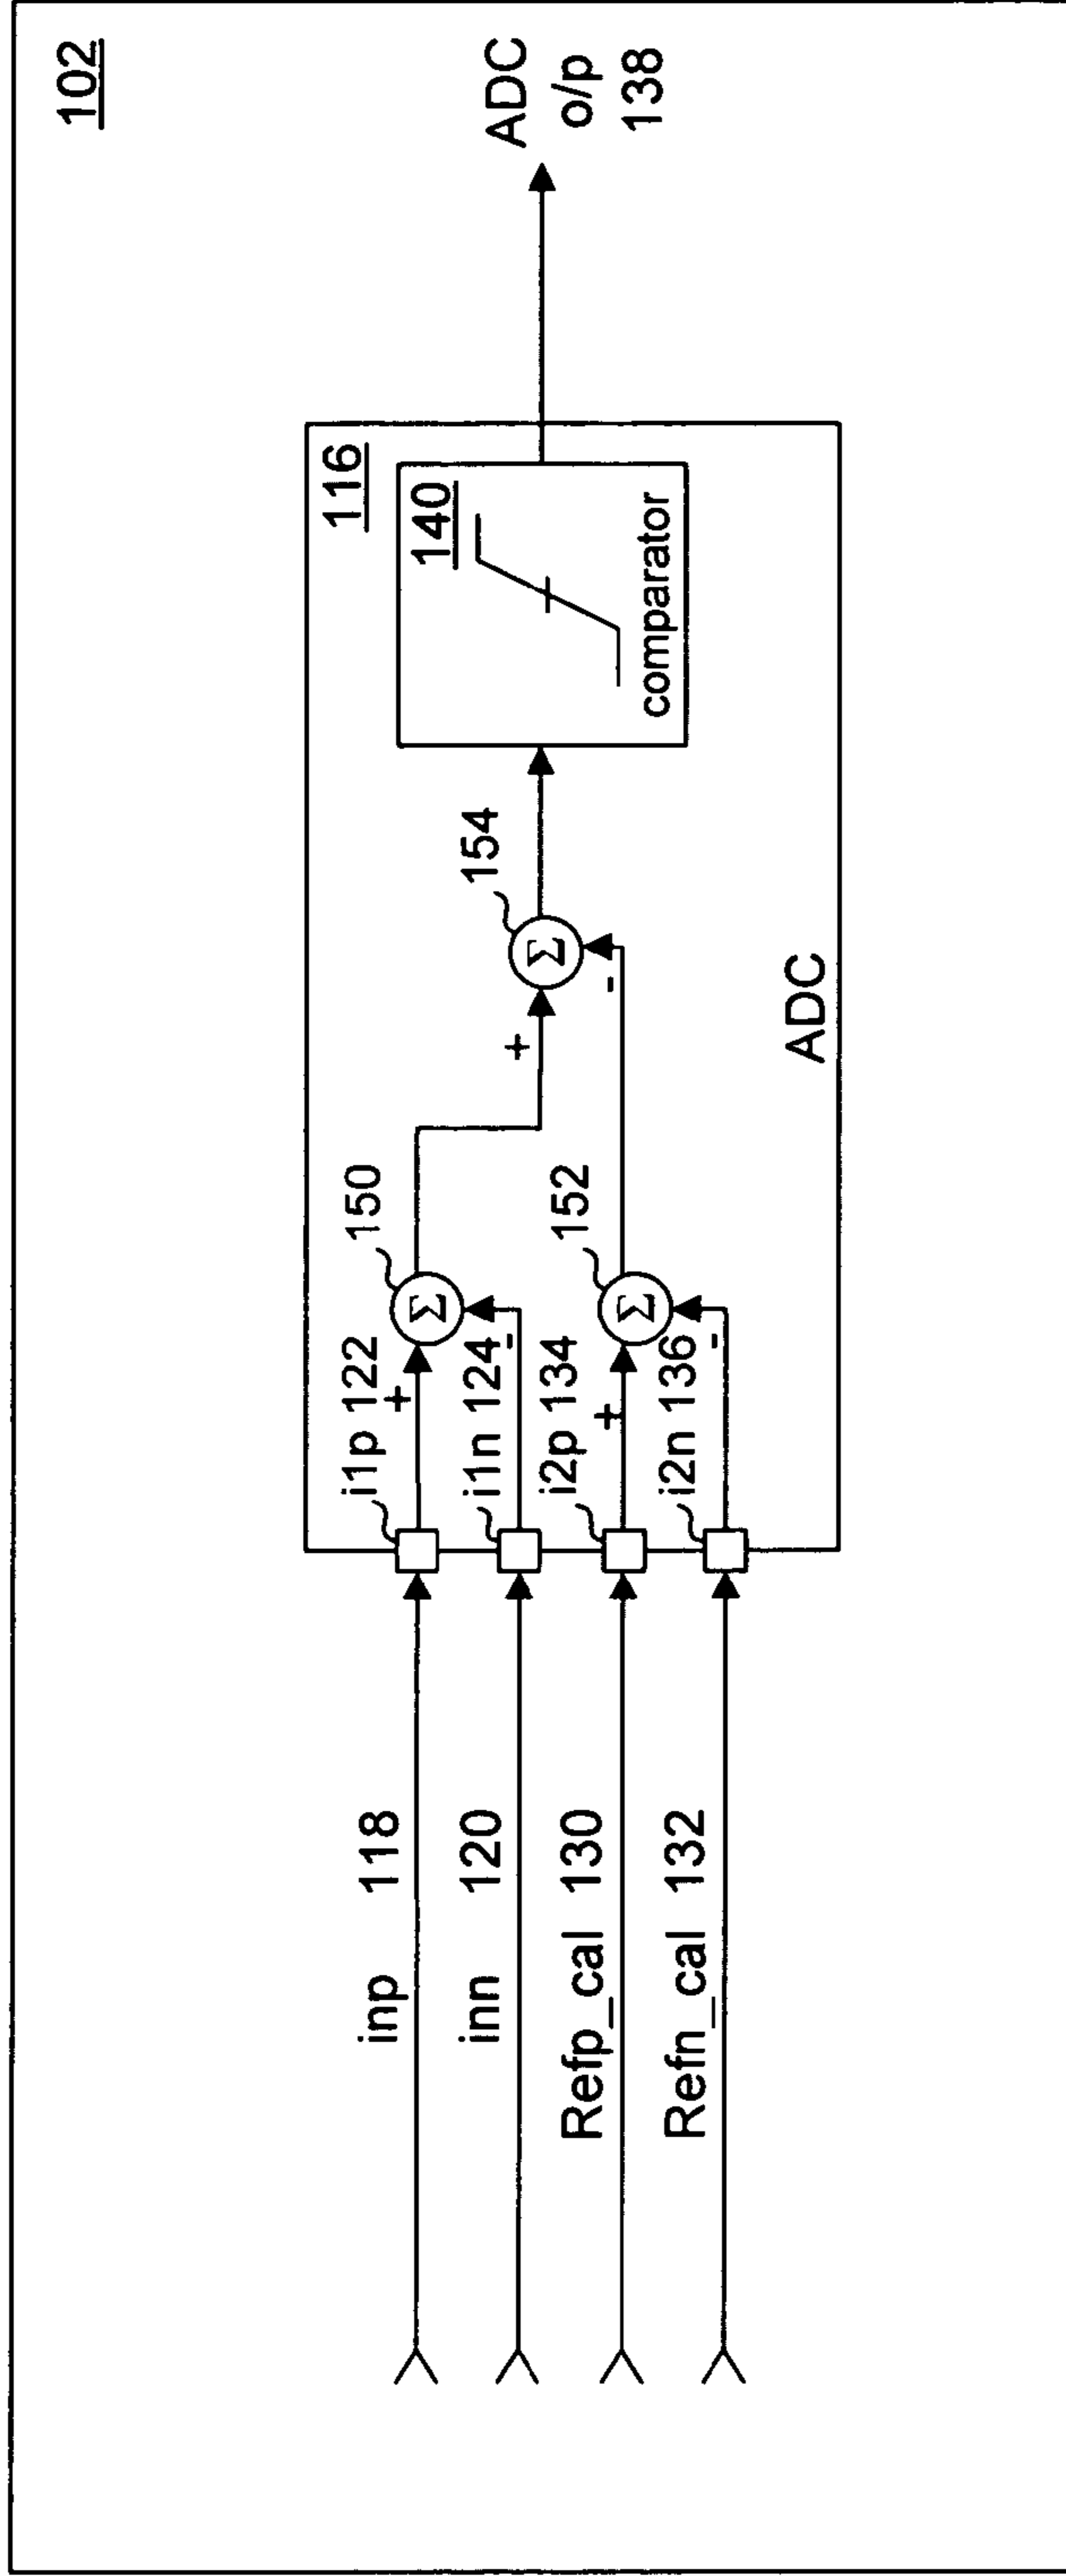 102
116
140
comparator
ADC
o/p
138
154
+
-
150
152
i1p 122
+
i1n 124
-
i2p 134
+
i2n 136
-
Σ
Σ
Σ
ADC
inp 118
inn 120
Refp_cal 130
Refn_cal 132